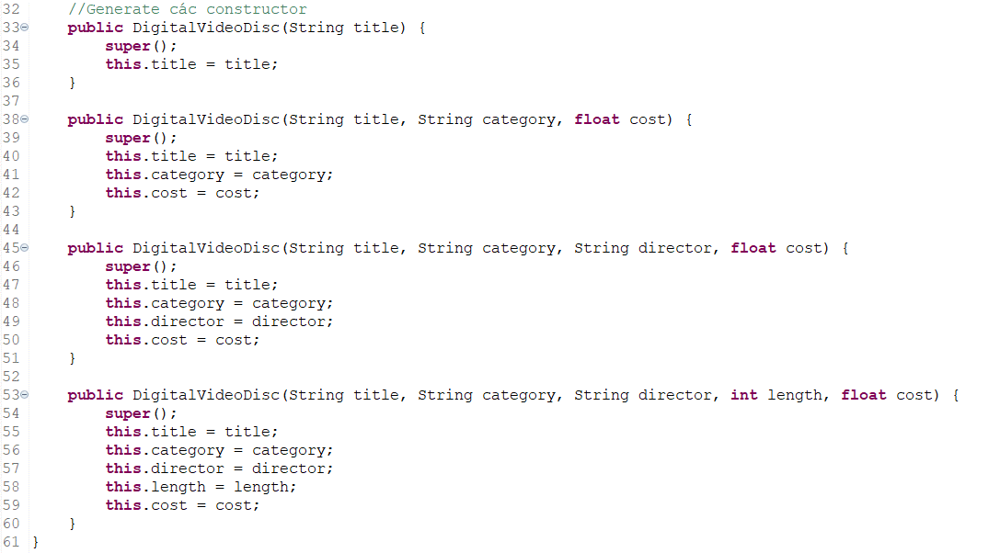 32 //Generate các constructor
33 public DigitalVideoDisc(String title) {
34 super();
35 this.title = title;
36 }
37
38 public DigitalVideoDisc(String title, String category, float cost) {
39 super();
40 this.title = title;
41 this.category = category;
42 this.cost = cost;
43 }
44
45 public DigitalVideoDisc(String title, String category, String director, float cost) {
46 super();
47 this.title = title;
48 this.category = category;
49 this.director = director;
50 this.cost = cost;
51 }
52
53 public DigitalVideoDisc(String title, String category, String director, int length, float cost) {
54 super();
55 this.title = title;
56 this.category = category;
57 this.director = director;
58 this.length = length;
59 this.cost = cost;
60 }
61 }